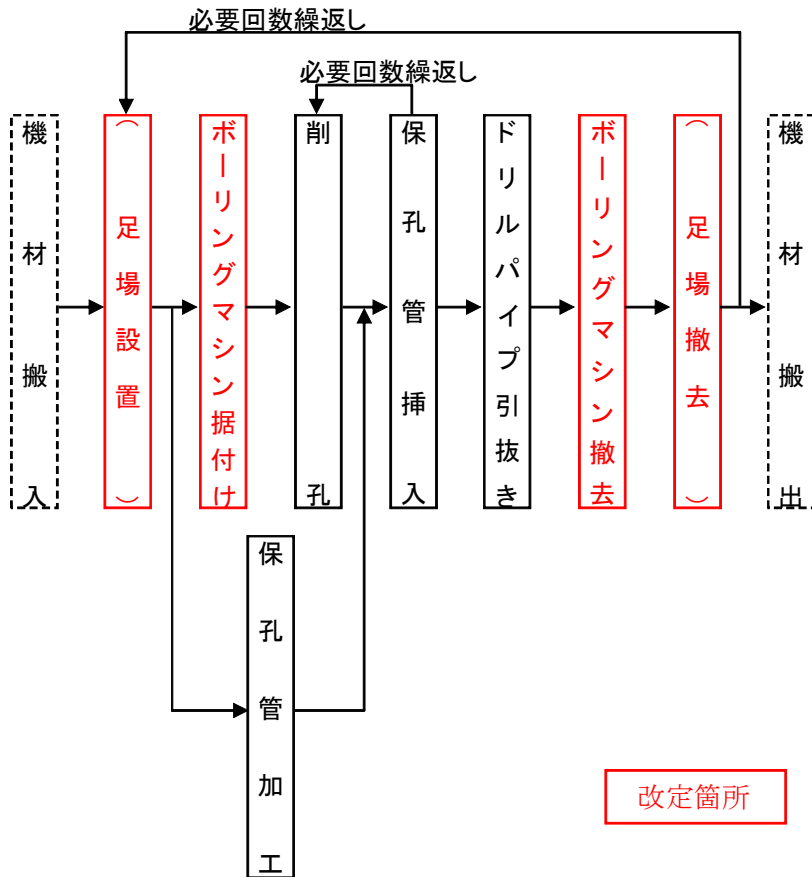 必要回数繰返し
必要回数繰返し
機材搬入
（足場設置）
ボーリングマシン据付け
削孔
保孔管挿入
ドリルパイプ引抜き
ボーリングマシン撤去
（足場撤去）
機材搬出
保孔管加工
改定箇所